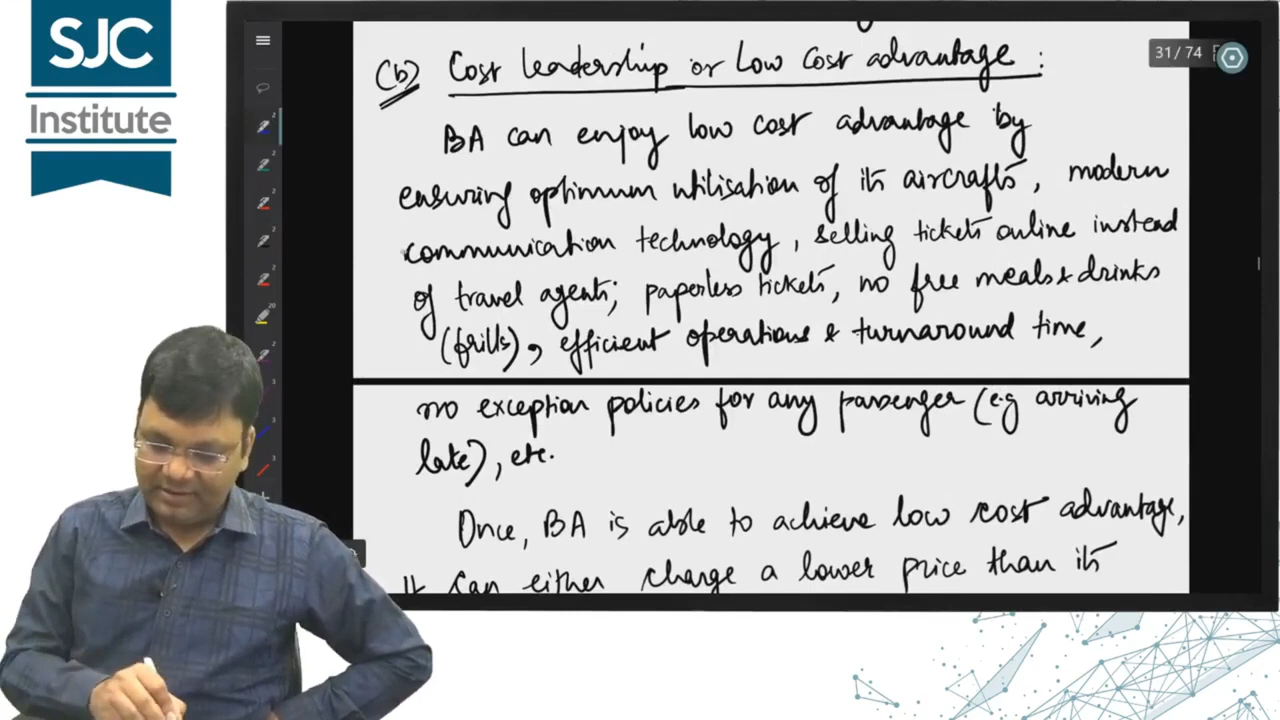 SJC
Institute
31/74
(b) Cost leadership or Low Cost advantage :
BA can enjoy low cost advantage by
ensuring optimum utilisation of its aircrafts, modern
communication technology, selling tickets online instead
of travel agents; paperless tickets, no free meals & drinks
(frills), efficient operations & turnaround time,
no exception policies for any passenger (e.g arriving
late), etc.
Once, BA is able to achieve low cost advantage,
It can either charge a lower price than its